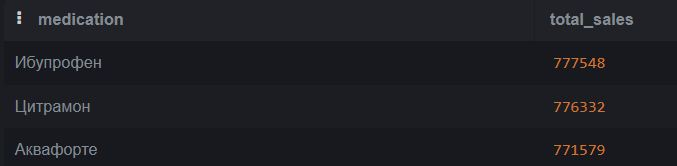 medication total_sales
Ибупрофен 777548
Цитрамон 776332
Аквафорте 771579